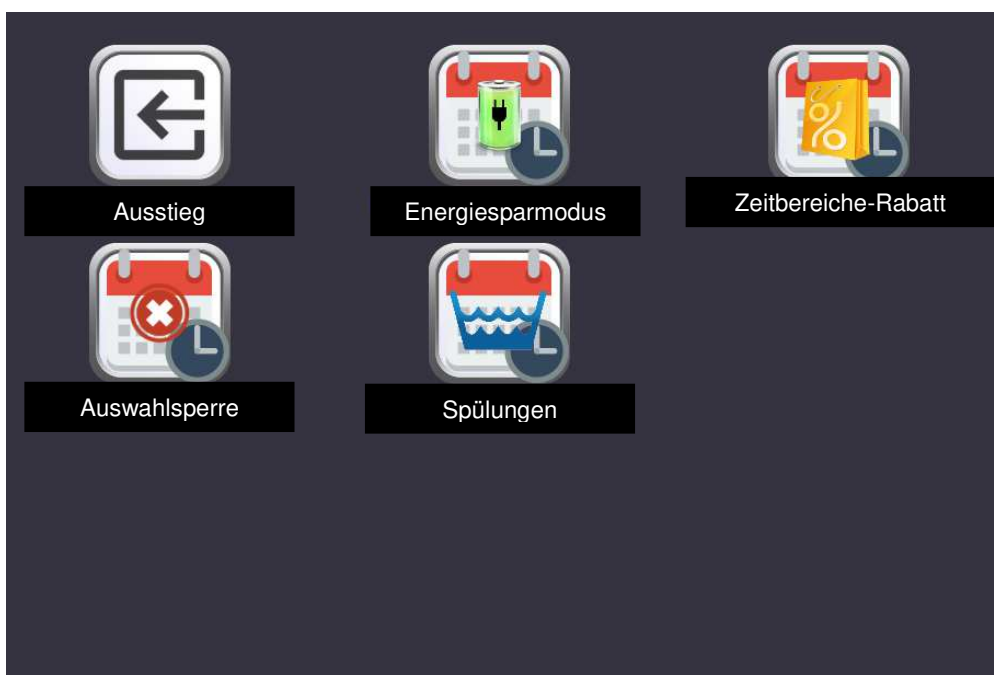 Ausstieg
Energiesparmodus
Zeitbereiche-Rabatt
Auswahlsperre
Spülungen